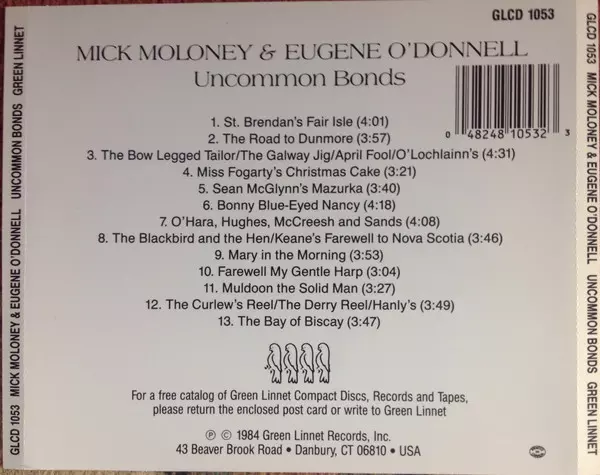 GLCD 1053
MICK MOLONEY & EUGENE O'DONNELL
Uncommon Bonds
0 48248 10532 3
1. St. Brendan's Fair Isle (4:01)
2. The Road to Dunmore (3:57)
3. The Bow Legged Tailor/The Galway Jig/April Fool/O'Lochlainn's (4:31)
4. Miss Fogarty's Christmas Cake (3:21)
5. Sean McGlynn's Mazurka (3:40)
6. Bonny Blue-Eyed Nancy (4:18)
7. O'Hara, Hughes, McCreesh and Sands (4:08)
8. The Blackbird and the Hen/Keane's Farewell to Nova Scotia (3:46)
9. Mary in the Morning (3:53)
10. Farewell My Gentle Harp (3:04)
11. Muldoon the Solid Man (3:27)
12. The Curlew's Reel/The Derry Reel/Hanly's (3:49)
13. The Bay of Biscay (3:47)
For a free catalog of Green Linnet Compact Discs, Records and Tapes,
please return the enclosed post card or write to Green Linnet
℗ © 1984 Green Linnet Records, Inc.
43 Beaver Brook Road • Danbury, CT 06810 • USA
GLCD 1053 MICK MOLONEY & EUGENE O'DONNELL UNCOMMON BONDS GREEN LINNET
GLCD 1053 MICK MOLONEY & EUGENE O'DONNELL UNCOMMON BONDS GREEN LINNET